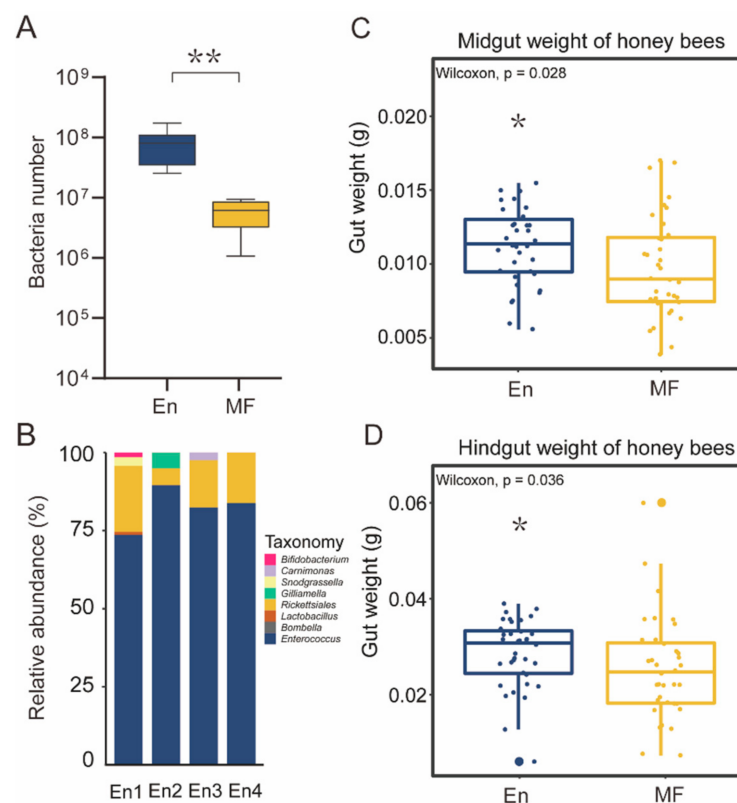 A
**
10⁹
10⁸
10⁷
10⁶
10⁵
10⁴
Bacteria number
En
MF
B
100
75
50
25
0
Relative abundance (%)
En1
En2
En3
En4
Taxonomy
Bifidobacterium
Carnimonas
Snodgrassella
Gilliamella
Rickettsiales
Lactobacillus
Bombella
Enterococcus
C
Midgut weight of honey bees
Wilcoxon, p = 0.028
*
0.020
0.015
0.010
0.005
Gut weight (g)
En
MF
D
Hindgut weight of honey bees
Wilcoxon, p = 0.036
*
0.06
0.04
0.02
Gut weight (g)
En
MF